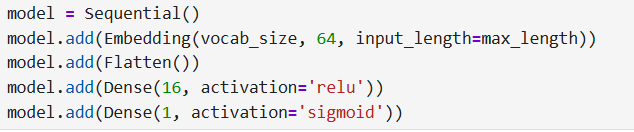 model = Sequential()
model.add(Embedding(vocab_size, 64, input_length=max_length))
model.add(Flatten())
model.add(Dense(16, activation='relu'))
model.add(Dense(1, activation='sigmoid'))